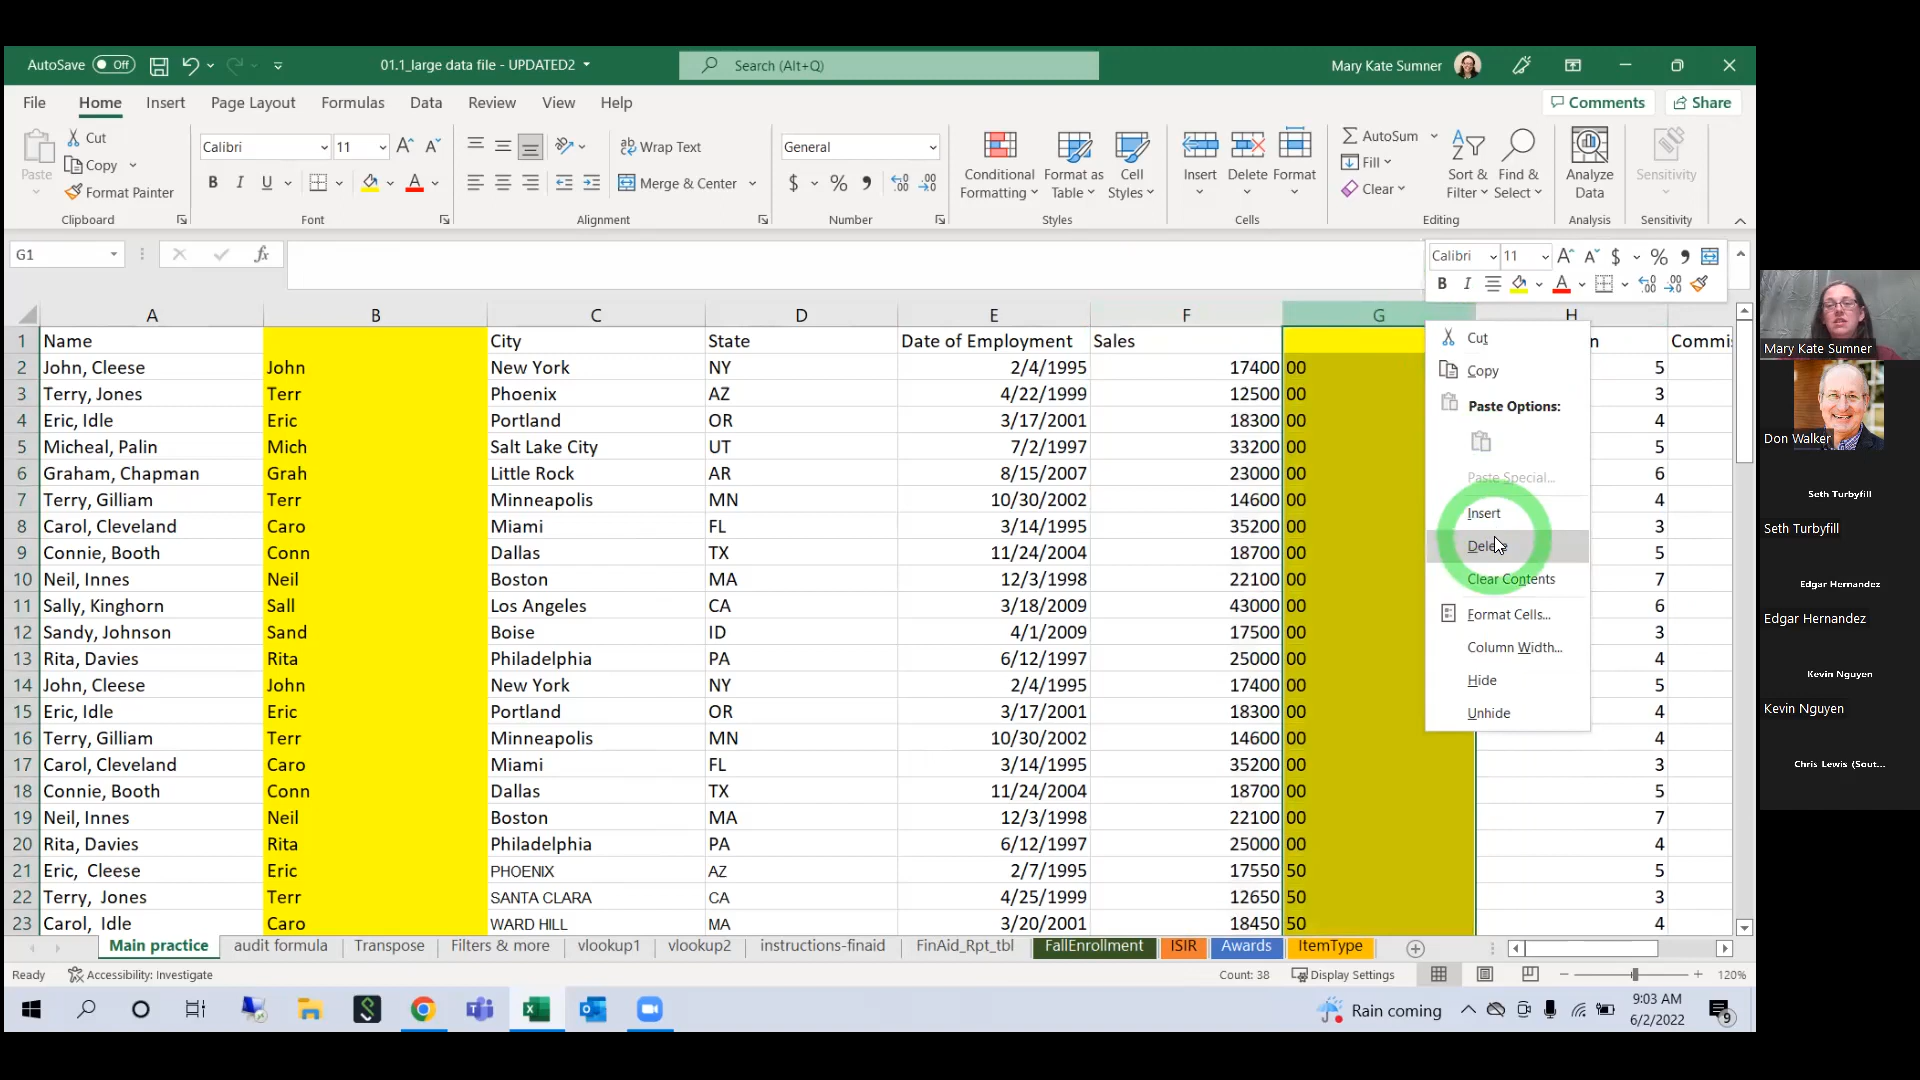 AutoSave Off 01.1_large data file - UPDATED2 Search (Alt+Q) Mary Kate Sumner
File Home Insert Page Layout Formulas Data Review View Help Comments Share
Paste Cut Copy Format Painter Clipboard
Calibri 11 B I U A Font
Wrap Text Merge & Center Alignment
General $ % 9 Number
Conditional Formatting Format as Table Cell Styles Styles
Insert Delete Format Cells
AutoSum Fill Clear Sort & Filter Find & Select Editing
Analyze Data Analysis
Sensitivity Sensitivity
G1 fx
Calibri 11 $ %
B I A
A B C D E F G H
1 Name City State Date of Employment Sales n Commi
2 John, Cleese John New York NY 2/4/1995 17400 00 5
3 Terry, Jones Terr Phoenix AZ 4/22/1999 12500 00 3
4 Eric, Idle Eric Portland OR 3/17/2001 18300 00 4
5 Micheal, Palin Mich Salt Lake City UT 7/2/1997 33200 00 5
6 Graham, Chapman Grah Little Rock AR 8/15/2007 23000 00 6
7 Terry, Gilliam Terr Minneapolis MN 10/30/2002 14600 00 4
8 Carol, Cleveland Caro Miami FL 3/14/1995 35200 00 3
9 Connie, Booth Conn Dallas TX 11/24/2004 18700 00 5
10 Neil, Innes Neil Boston MA 12/3/1998 22100 00 7
11 Sally, Kinghorn Sall Los Angeles CA 3/18/2009 43000 00 6
12 Sandy, Johnson Sand Boise ID 4/1/2009 17500 00 3
13 Rita, Davies Rita Philadelphia PA 6/12/1997 25000 00 4
14 John, Cleese John New York NY 2/4/1995 17400 00 5
15 Eric, Idle Eric Portland OR 3/17/2001 18300 00 4
16 Terry, Gilliam Terr Minneapolis MN 10/30/2002 14600 00 4
17 Carol, Cleveland Caro Miami FL 3/14/1995 35200 00 3
18 Connie, Booth Conn Dallas TX 11/24/2004 18700 00 5
19 Neil, Innes Neil Boston MA 12/3/1998 22100 00 7
20 Rita, Davies Rita Philadelphia PA 6/12/1997 25000 00 4
21 Eric,  Cleese Eric PHOENIX AZ 2/7/1995 17550 50 5
22 Terry,  Jones Terr SANTA CLARA CA 4/25/1999 12650 50 3
23 Carol,  Idle Caro WARD HILL MA 3/20/2001 18450 50 4
Cut
Copy
Paste Options:
Paste Special...
Insert
Delete
Clear Contents
Format Cells...
Column Width...
Hide
Unhide
Main practice audit formula Transpose Filters & more vlookup1 vlookup2 instructions-finaid FinAid_Rpt_tbl FallEnrollment ISIR Awards ItemType
Ready Accessibility: Investigate Count: 38 Display Settings 120%
Rain coming 9:03 AM
6/2/2022 9
Mary Kate Sumner
Don Walker
Seth Turbyfill
Seth Turbyfill
Edgar Hernandez
Edgar Hernandez
Kevin Nguyen
Kevin Nguyen
Chris Lewis (Sout...